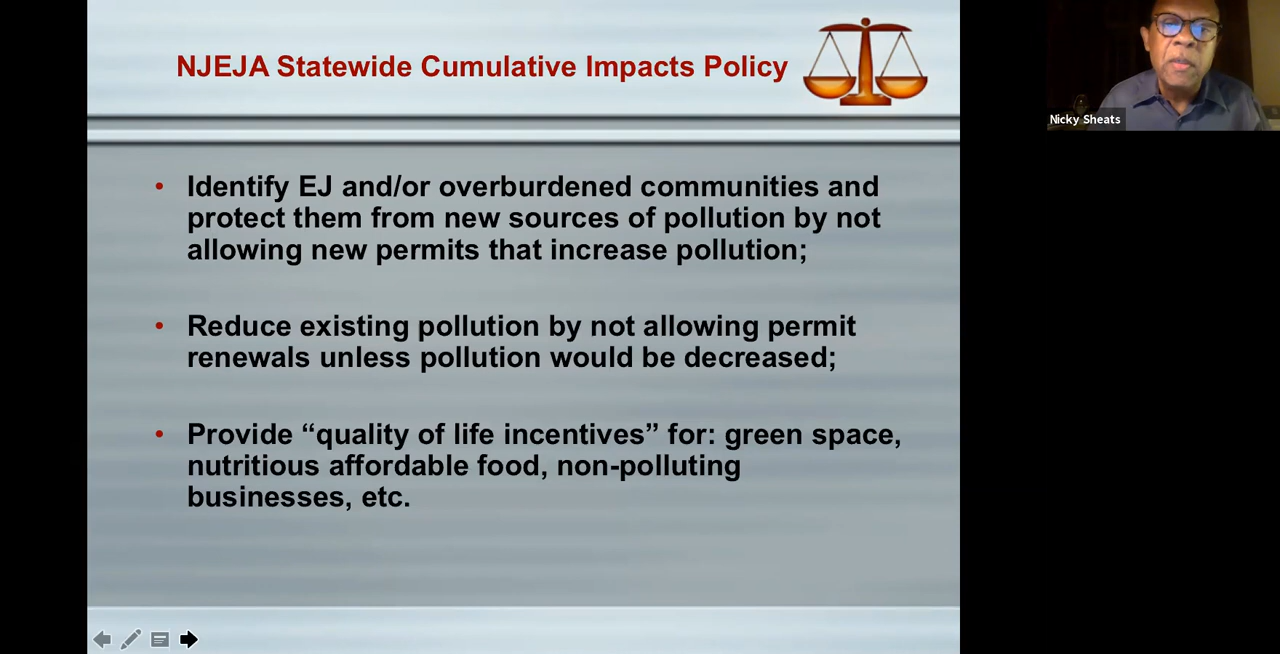 NJEJA Statewide Cumulative Impacts Policy
Nicky Sheats
• Identify EJ and/or overburdened communities and
protect them from new sources of pollution by not
allowing new permits that increase pollution;
• Reduce existing pollution by not allowing permit
renewals unless pollution would be decreased;
• Provide “quality of life incentives” for: green space,
nutritious affordable food, non-polluting
businesses, etc.